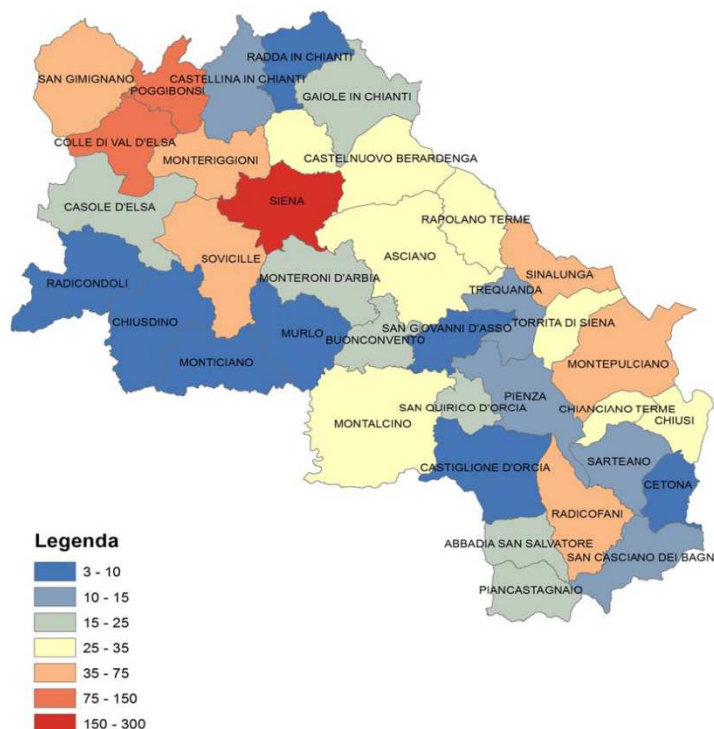 RADDA IN CHIANTI
SAN GIMIGNANO
CASTELLINA IN CHIANTI
POGGIBONSI
GAIOLE IN CHIANTI
COLLE DI VAL D'ELSA
MONTERIGGIONI
CASTELNUOVO BERARDENGA
SIENA
CASOLE D'ELSA
RAPOLANO TERME
ASCIANO
SOVICILLE
SINALUNGA
MONTERONI D'ARBIA
RADICONDOLI
TREQUANDA
CHIUSDINO
MURLO
SAN GIOVANNI D'ASSO
TORRITA DI SIENA
BUONCONVENTO
MONTICIANO
MONTEPULCIANO
PIENZA
SAN QUIRICO D'ORCIA
CHIANCIANO TERME
MONTALCINO
CHIUSI
SARTEANO
CASTIGLIONE D'ORCIA
CETONA
RADICOFANI
ABBADIA SAN SALVATORE
SAN CASCIANO DEI BAGN
PIANCASTAGNAIO
Legenda
3 - 10
10 - 15
15 - 25
25 - 35
35 - 75
75 - 150
150 - 300